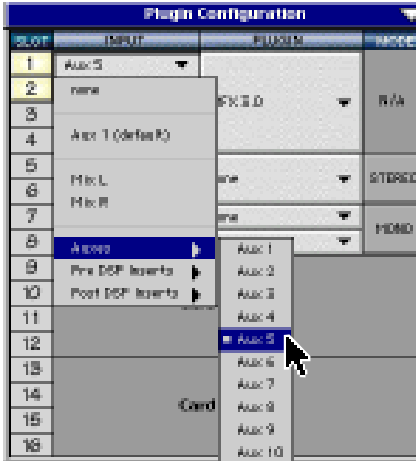 Plugin Configuration
SLOT INPUT PLUGIN MODE
1 Aux 5
2 none
FX 3.0 N/A
3
4 Aux 1 (default)
5
6 Mix L
STEREO
7 Mix R
MONO
8 Auxes Aux 1
9 Pre DSP Inserts Aux 2
10 Post DSP Inserts Aux 3
11 Aux 4
12 Aux 5
13 Aux 6
14 Aux 7
Card Aux 8
15
16 Aux 9
Aux 10